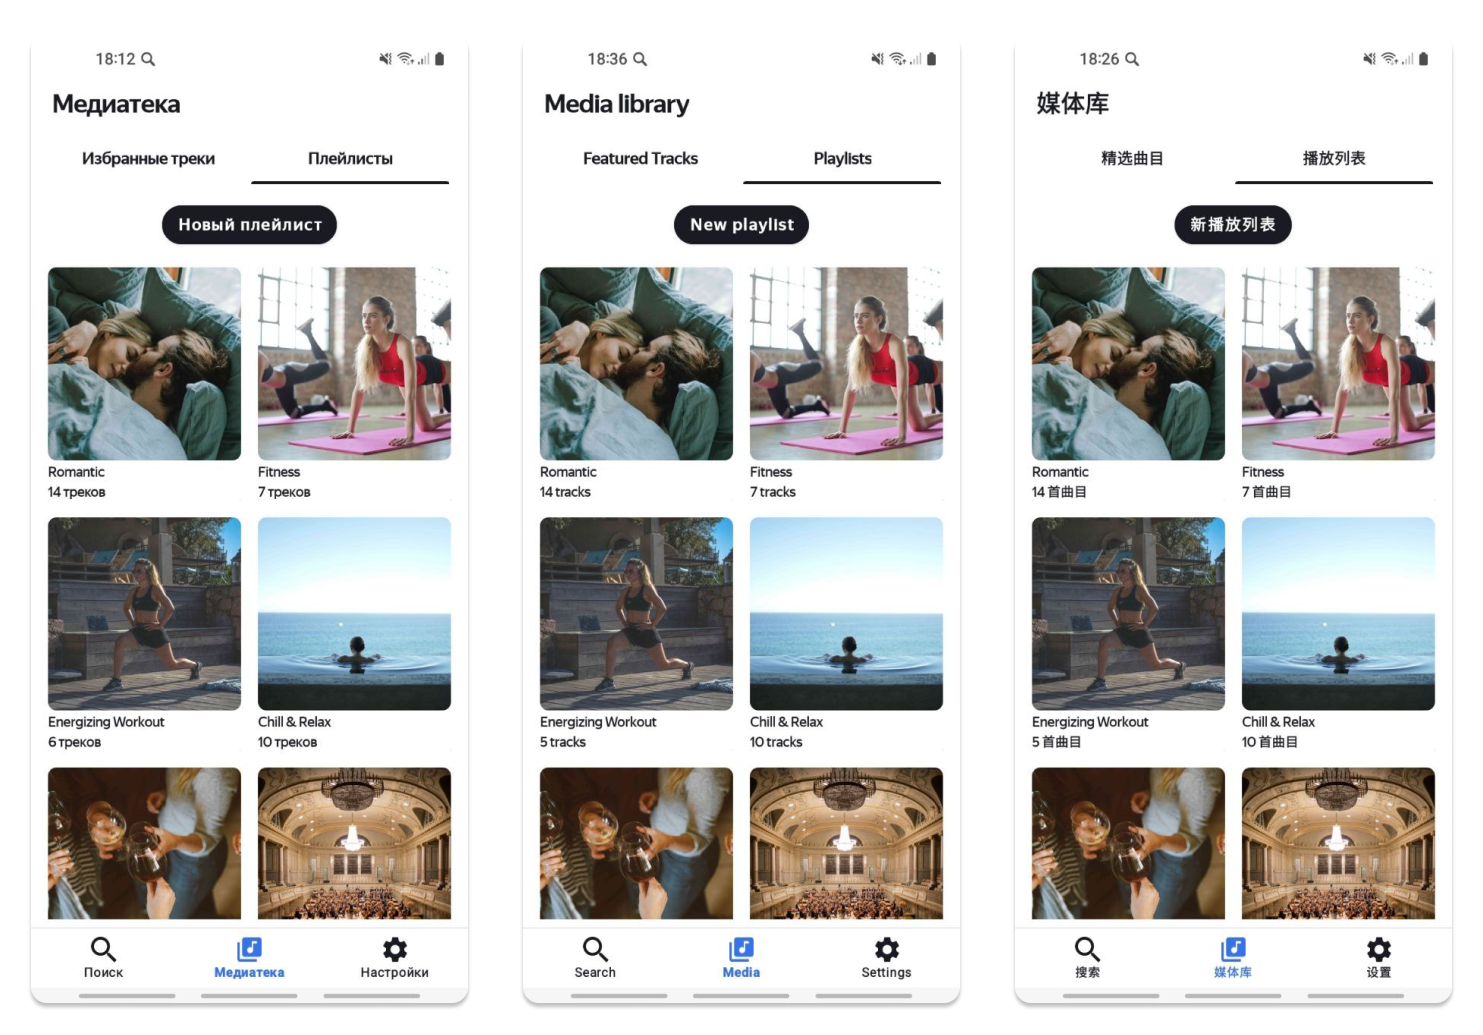 18:12
Медиатека
Избранные треки Плейлисты
Новый плейлист
Romantic Fitness
14 треков 7 треков
Energizing Workout Chill & Relax
6 треков 10 треков
Поиск Медиатека Настройки
18:36
Media library
Featured Tracks Playlists
New playlist
Romantic Fitness
14 tracks 7 tracks
Energizing Workout Chill & Relax
5 tracks 10 tracks
Search Media Settings
18:26
媒体库
精选曲目 播放列表
新播放列表
Romantic Fitness
14 首曲目 7 首曲目
Energizing Workout Chill & Relax
5 首曲目 10 首曲目
搜索 媒体库 设置